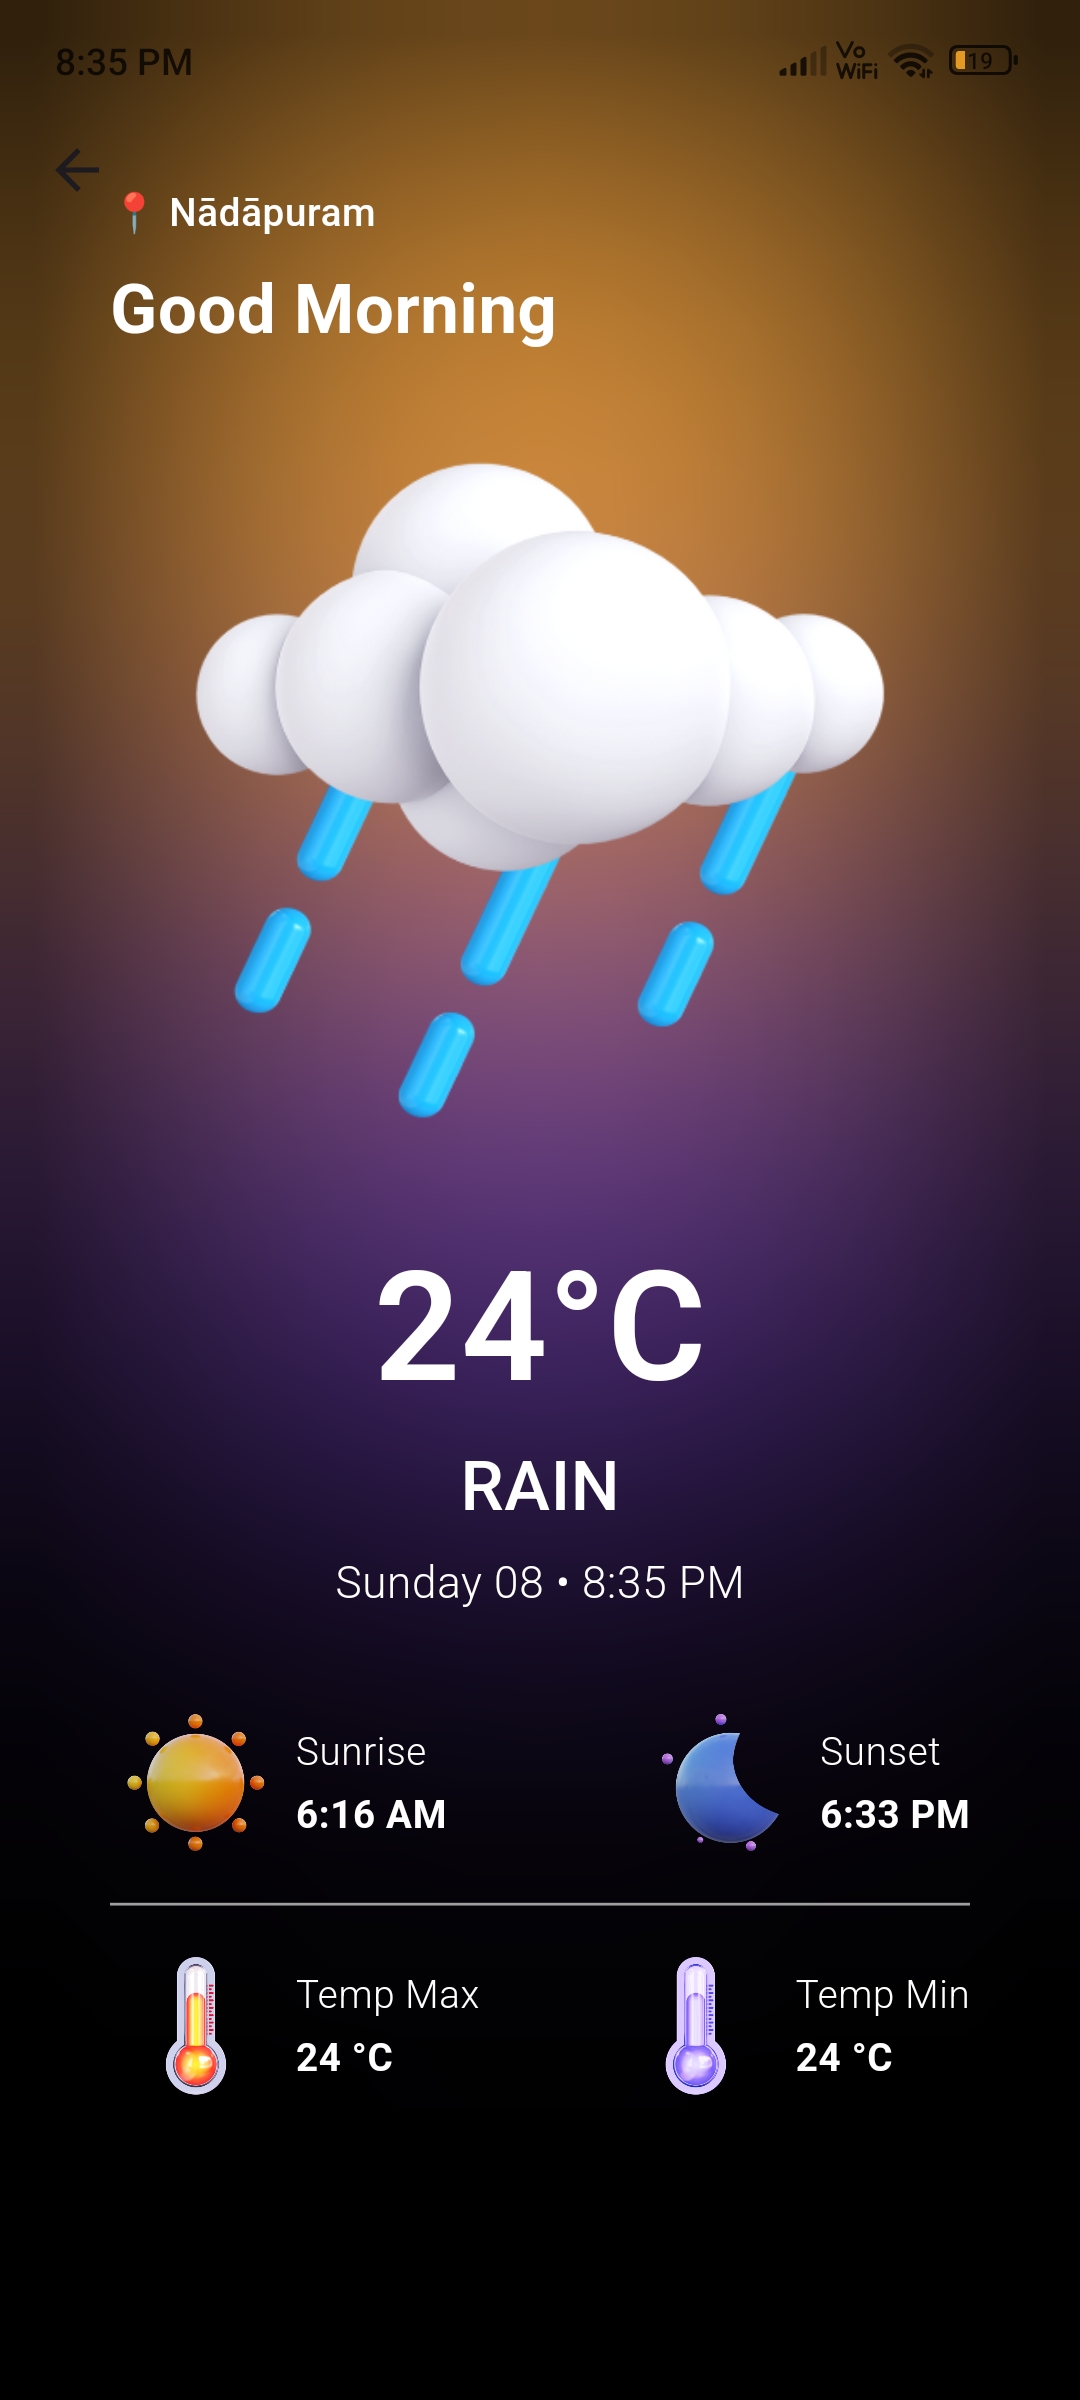 8:35 PM
Vo
WiFi
19
📍 Nādāpuram
Good Morning
24°C
RAIN
Sunday 08 • 8:35 PM
Sunrise
6:16 AM
Sunset
6:33 PM
Temp Max
24 °C
Temp Min
24 °C